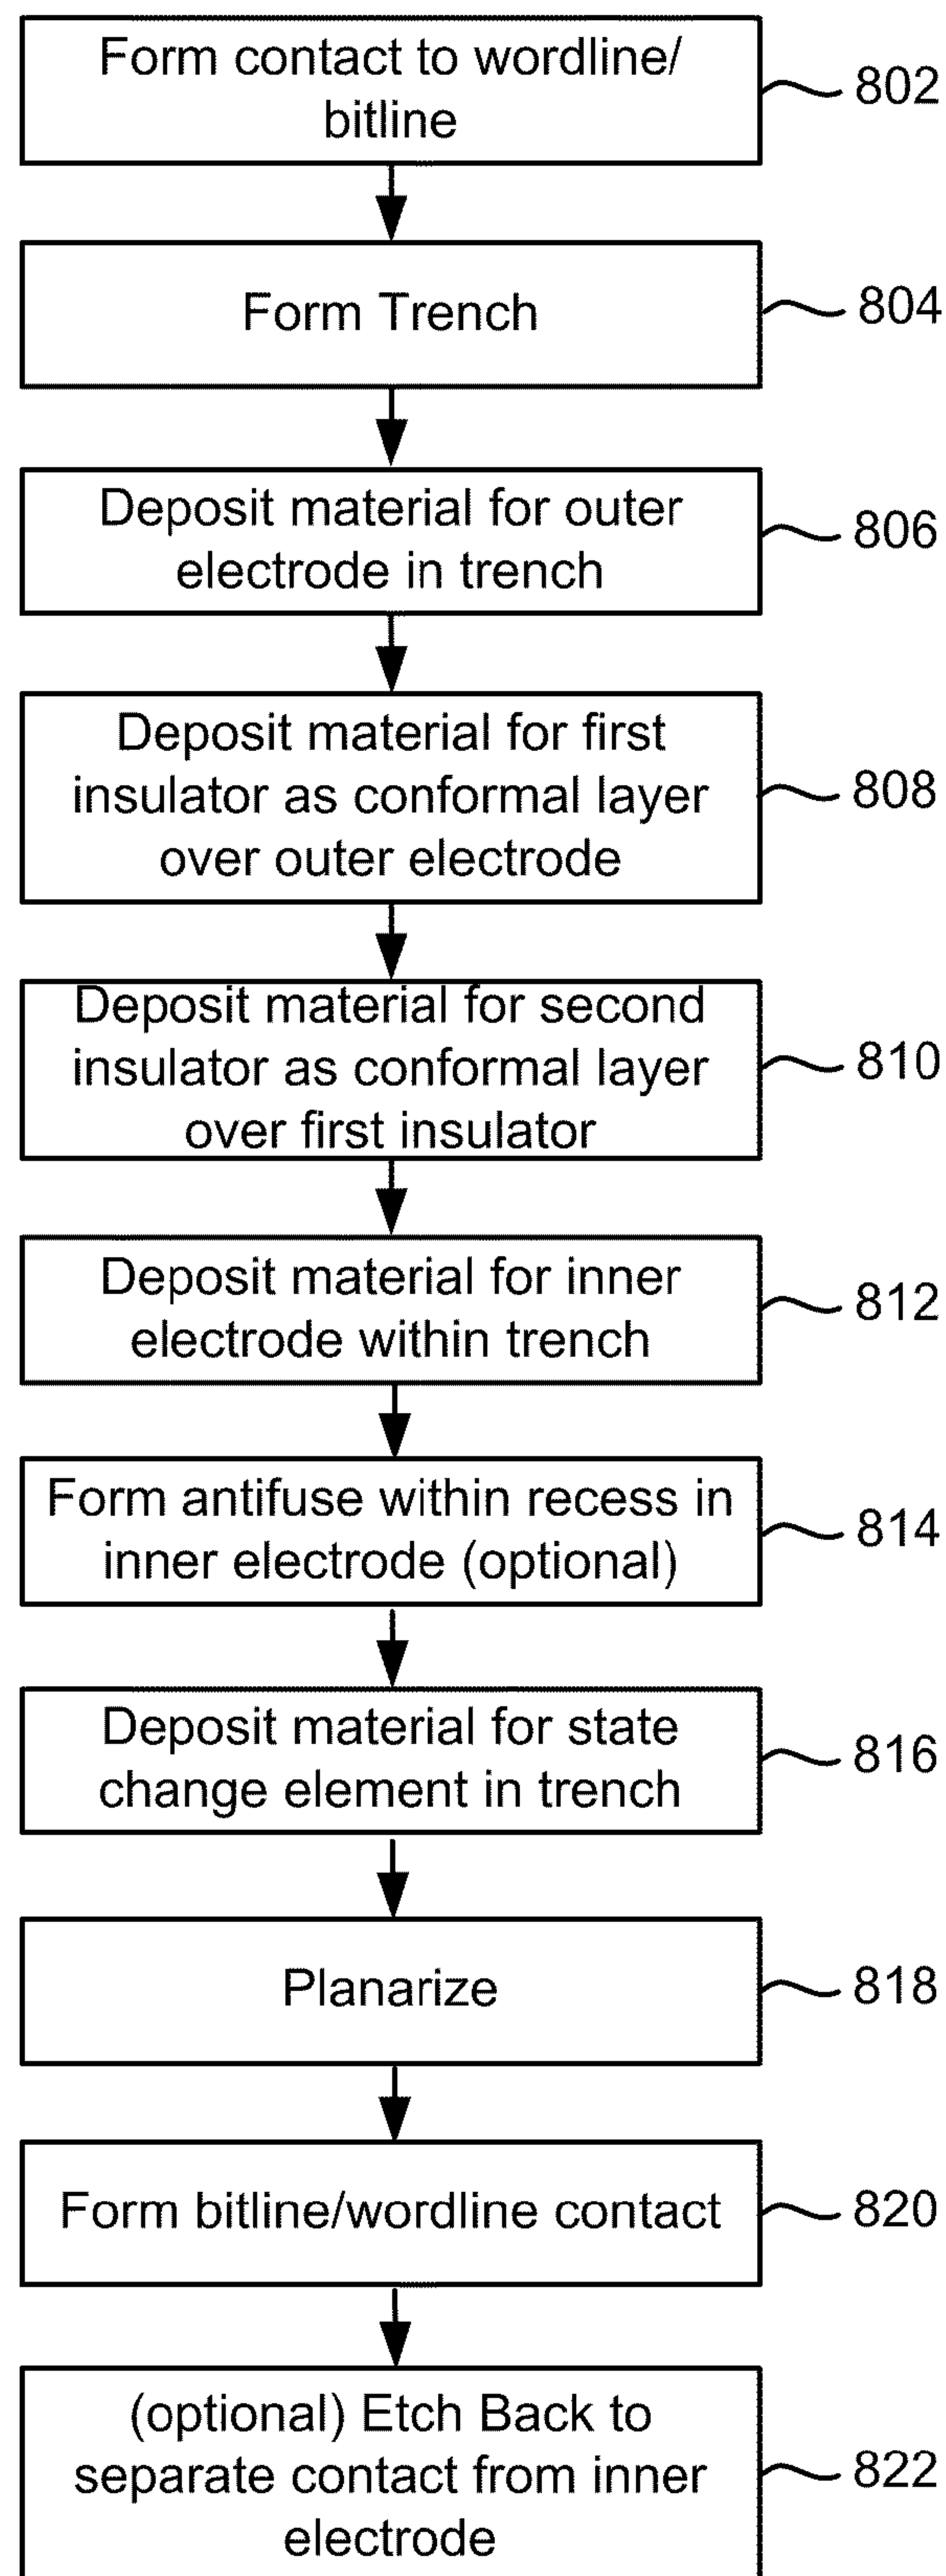 Form contact to wordline/
bitline
802
Form Trench
804
Deposit material for outer
electrode in trench
806
Deposit material for first
insulator as conformal layer
over outer electrode
808
Deposit material for second
insulator as conformal layer
over first insulator
810
Deposit material for inner
electrode within trench
812
Form antifuse within recess in
inner electrode (optional)
814
Deposit material for state
change element in trench
816
Planarize
818
Form bitline/wordline contact
820
(optional) Etch Back to
separate contact from inner
electrode
822